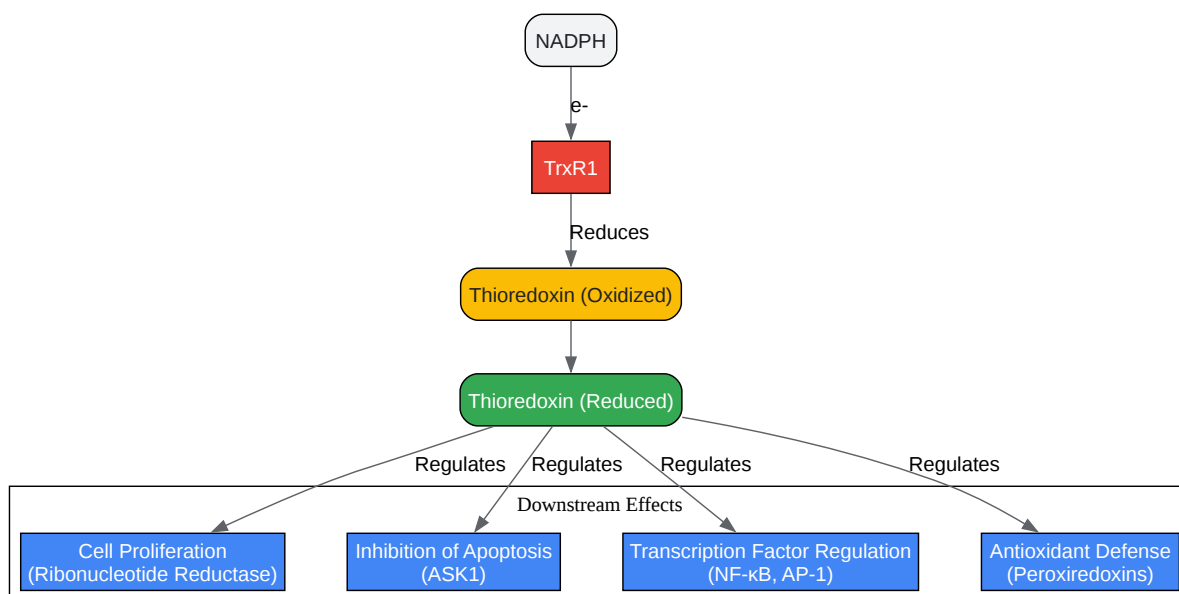 NADPH
e-
TrxR1
Reduces
Thioredoxin (Oxidized)
Thioredoxin (Reduced)
Regulates
Regulates
Regulates
Regulates
Downstream Effects
Cell Proliferation
(Ribonucleotide Reductase)
Inhibition of Apoptosis
(ASK1)
Transcription Factor Regulation
(NF-κB, AP-1)
Antioxidant Defense
(Peroxiredoxins)